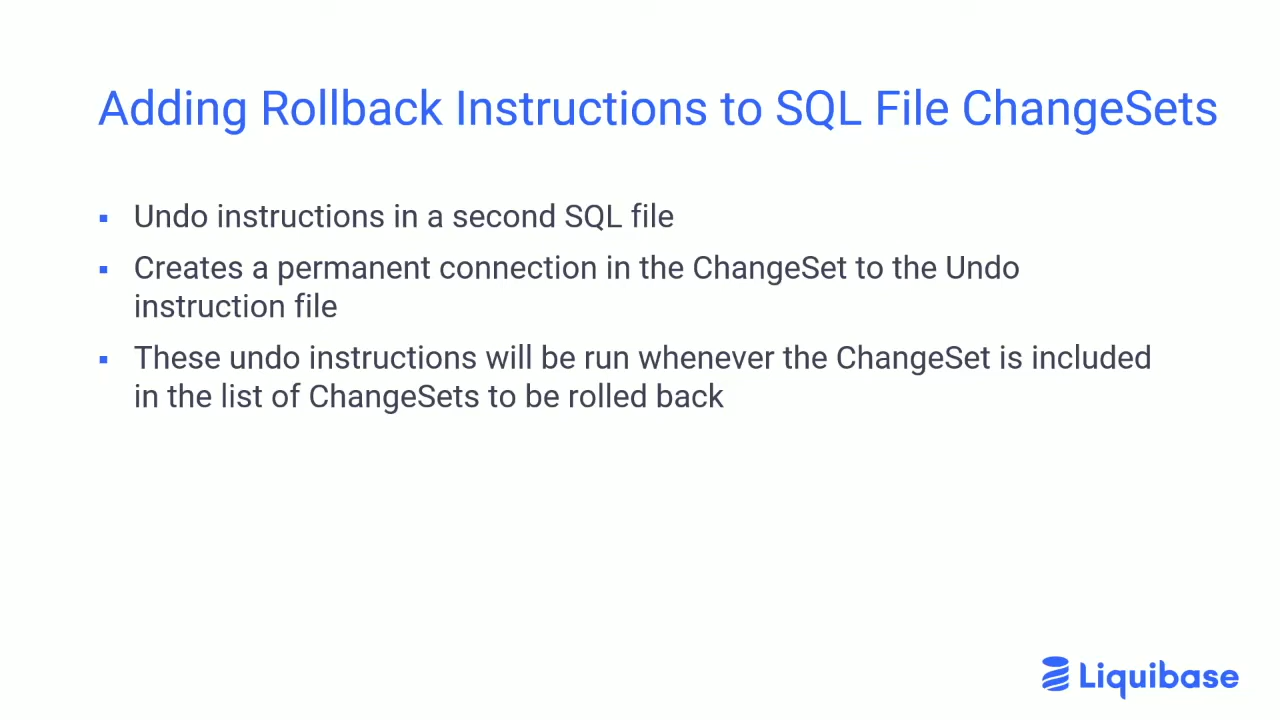 Adding Rollback Instructions to SQL File ChangeSets
Undo instructions in a second SQL file
Creates a permanent connection in the ChangeSet to the Undo
instruction file
These undo instructions will be run whenever the ChangeSet is included
in the list of ChangeSets to be rolled back
Liquibase